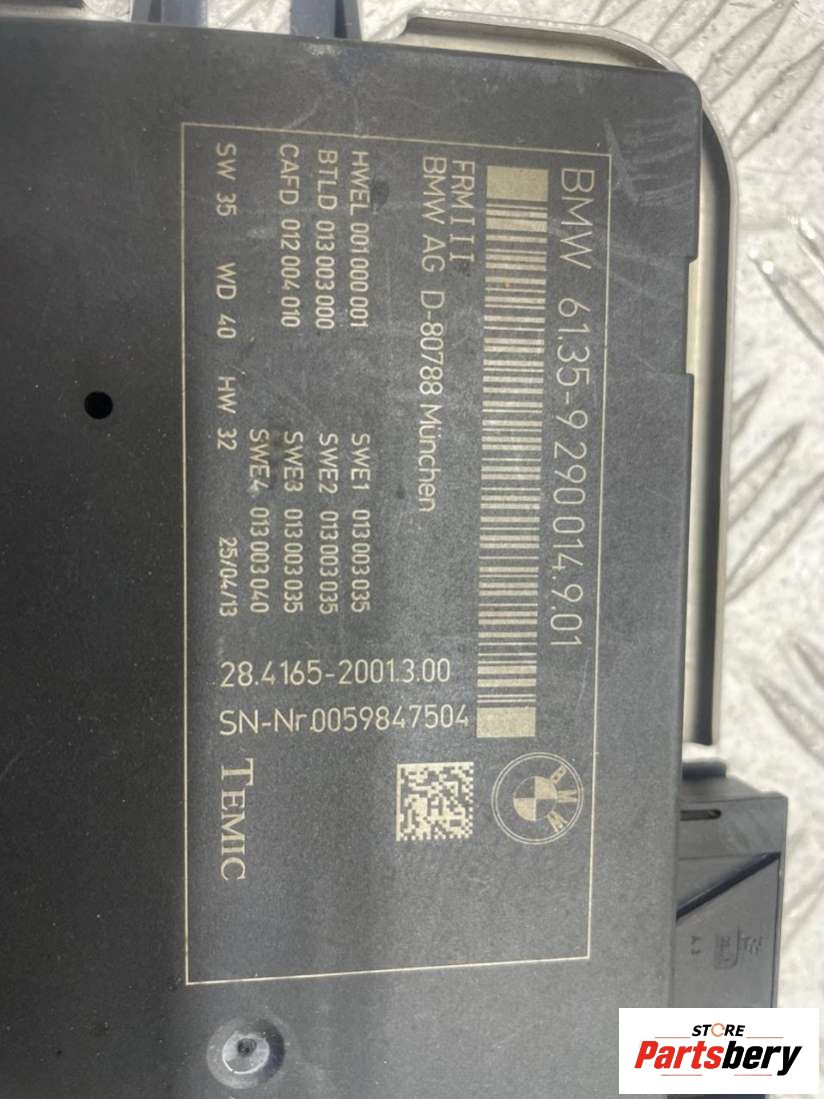 BMW 61.35-9 290 014.9.01
FRM III
BMW AG D-80788 München
HWEL 001 000 001 SWE1 013 003 035
BTLD 013 003 000 SWE2 013 003 035
CAFD 012 004 010 SWE3 013 003 035
SWE4 013 003 040
SW 35 WD 40 HW 32 25/04/13
28.4165-2001.3.00
SN-Nr.0059847504
TEMIC
BMW
STORE
Partsbery